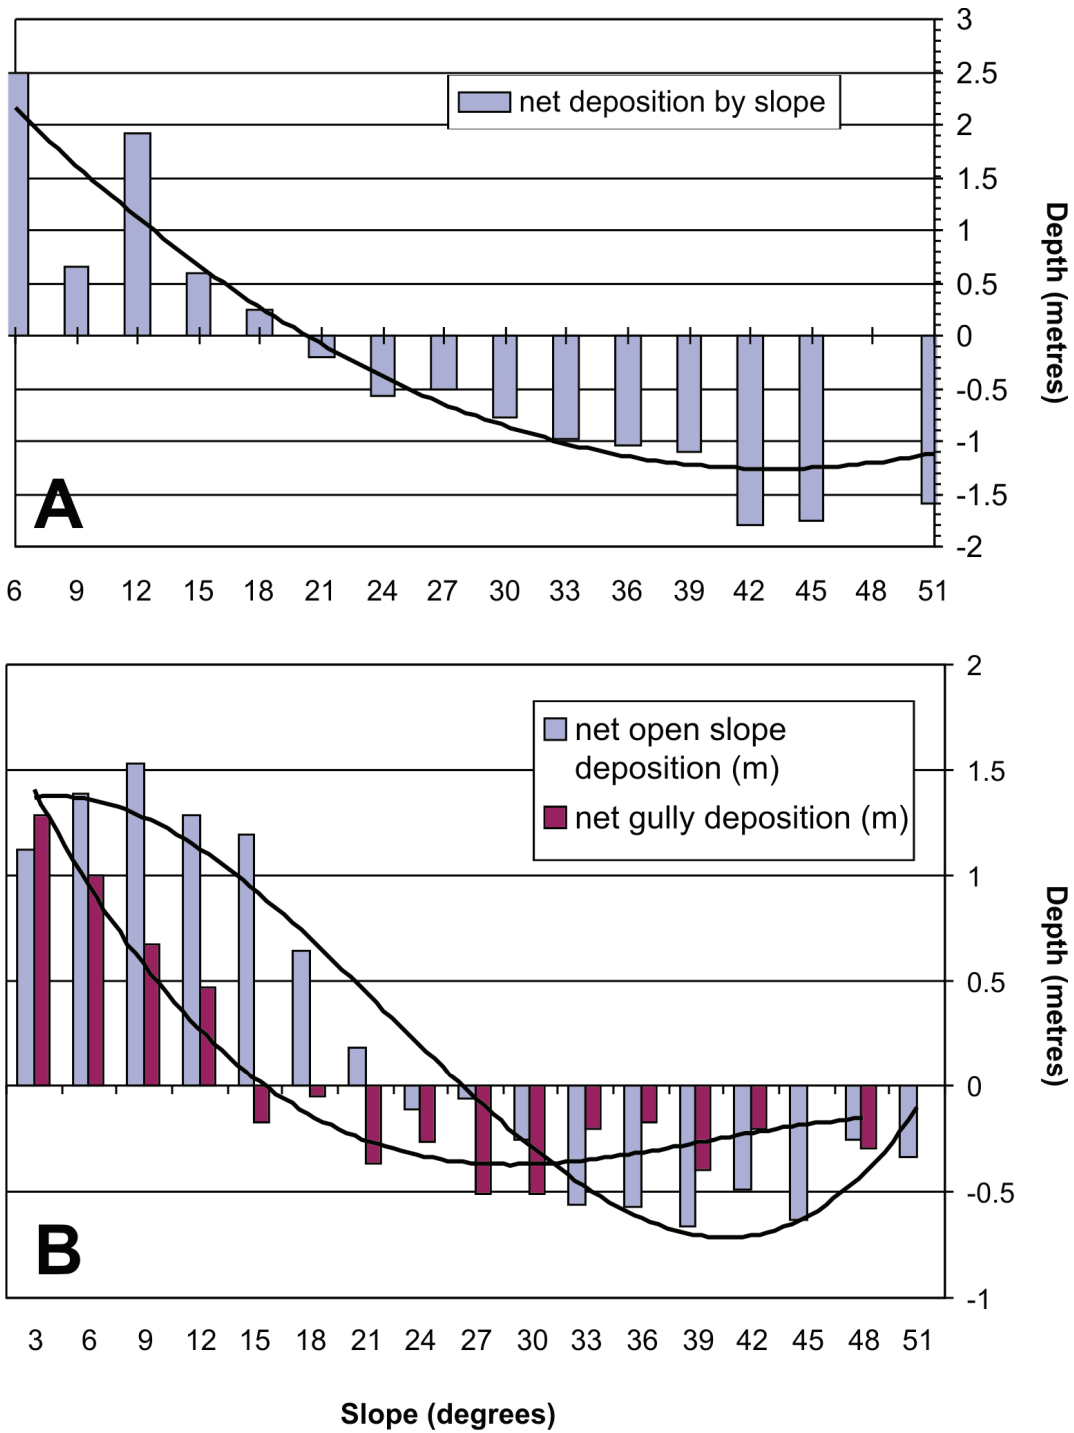 3
2.5
2
1.5
1
0.5
0
-0.5
-1
-1.5
-2
net deposition by slope
Depth (metres)
A
6 9 12 15 18 21 24 27 30 33 36 39 42 45 48 51
2
1.5
1
0.5
0
-0.5
-1
net open slope
deposition (m)
net gully deposition (m)
Depth (metres)
B
3 6 9 12 15 18 21 24 27 30 33 36 39 42 45 48 51
Slope (degrees)